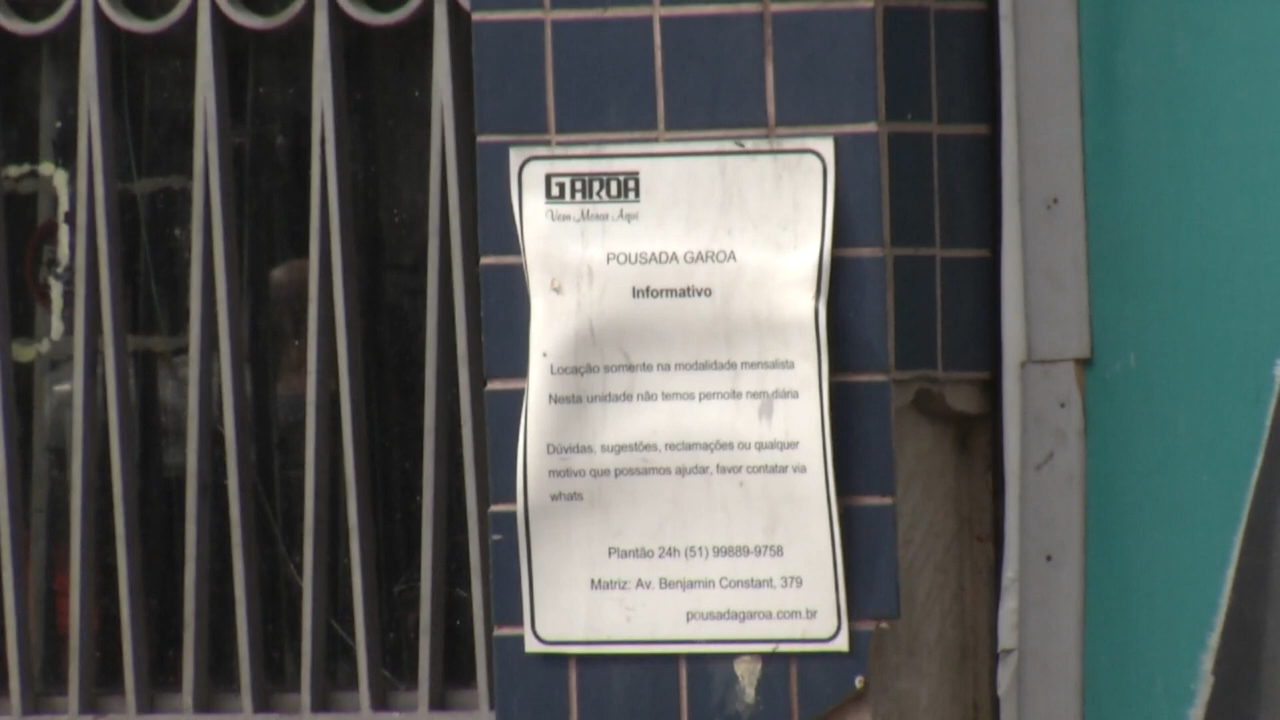 GAROA
Vem Morar Aqui
POUSADA GAROA
Informativo
Locação somente na modalidade mensalista
Nesta unidade não temos pernoite nem diária
Dúvidas, sugestões, reclamações ou qualquer
motivo que possamos ajudar, favor contatar via
whats
Plantão 24h (51) 99889-9758
Matriz: Av. Benjamin Constant, 379
pousadagaroa.com.br